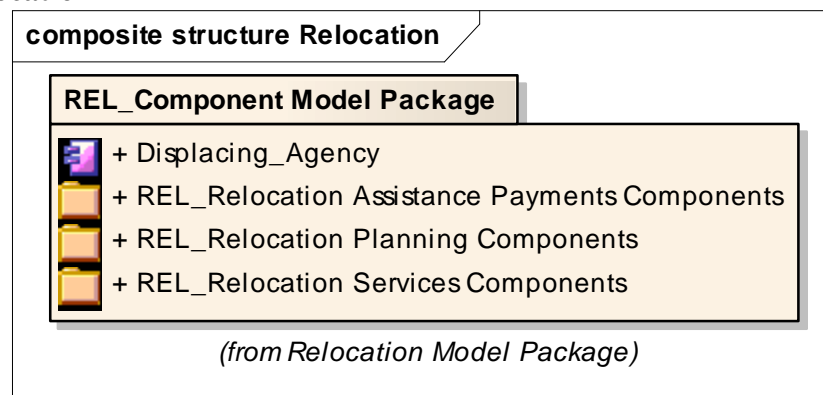 composite structure Relocation
REL_Component Model Package
+ Displacing_Agency
+ REL_Relocation Assistance Payments Components
+ REL_Relocation Planning Components
+ REL_Relocation Services Components
(from Relocation Model Package)